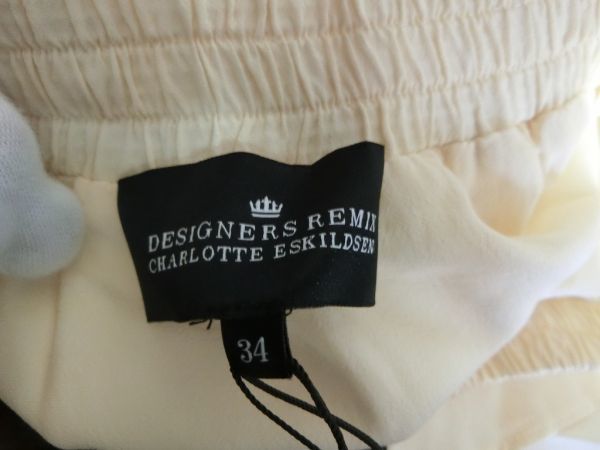 DESIGNERS REMIX
CHARLOTTE ESKILDSEN
34